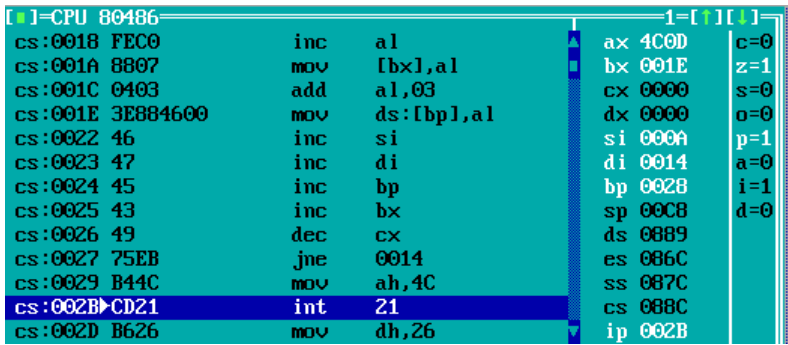 [■]=CPU 80486 1=[↑][↓]
cs:0018 FEC0 inc al ax 4C0D c=0
cs:001A 8807 mov [bx],al bx 001E z=1
cs:001C 0403 add al,03 cx 0000 s=0
cs:001E 3E884600 mov ds:[bp],al dx 0000 o=0
cs:0022 46 inc si si 000A p=1
cs:0023 47 inc di di 0014 a=0
cs:0024 45 inc bp bp 0028 i=1
cs:0025 43 inc bx sp 00C8 d=0
cs:0026 49 dec cx ds 0889
cs:0027 75EB jne 0014 es 086C
cs:0029 B44C mov ah,4C ss 087C
cs:002B►CD21 int 21 cs 088C
cs:002D B626 mov dh,26 ip 002B